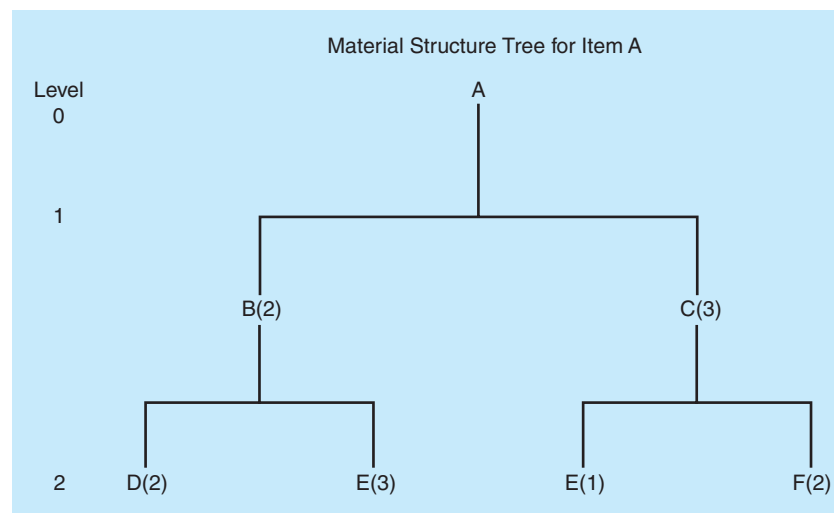 Material Structure Tree for Item A
Level
A
0
1
B(2)
C(3)
2
D(2)
E(3)
E(1)
F(2)